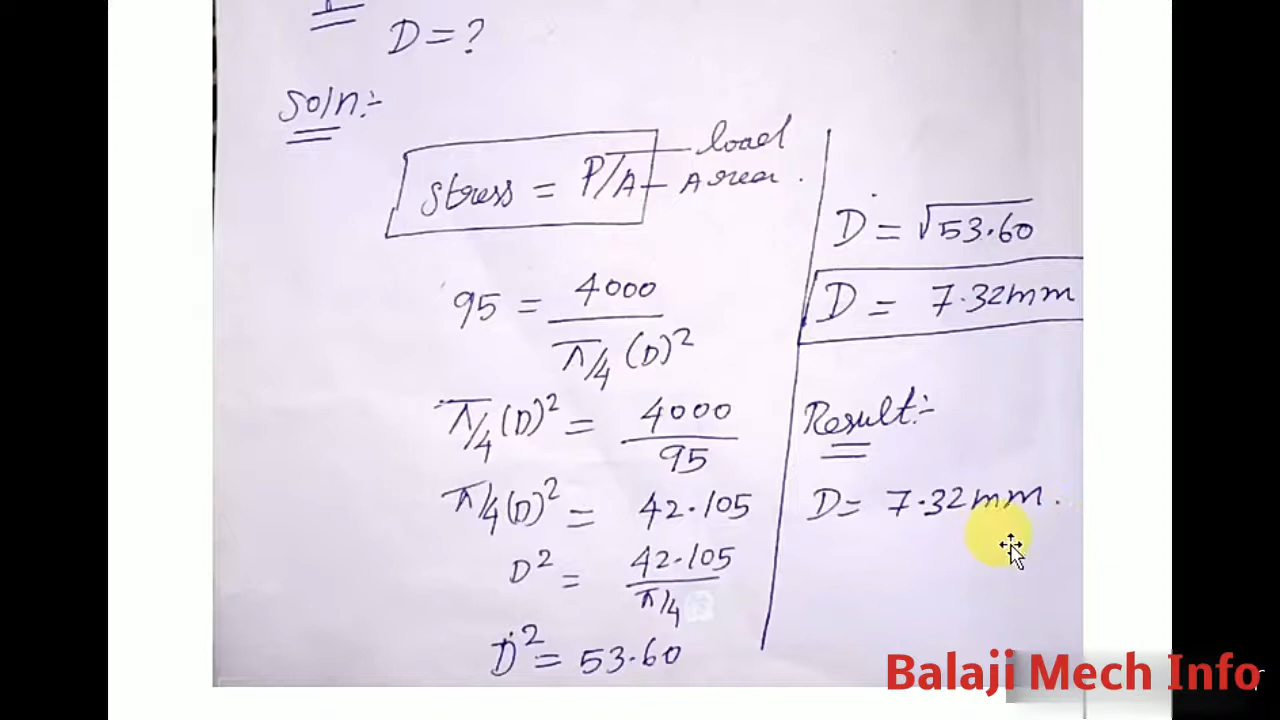 D = ?
Soln:-
Stress = P/A
load
Area.
95 = 4000 / π/4 (D)²
π/4 (D)² = 4000 / 95
π/4 (D)² = 42.105
D² = 42.105 / π/4
D² = 53.60
D = √53.60
D = 7.32mm
Result:-
D = 7.32mm.
Balaji Mech Info